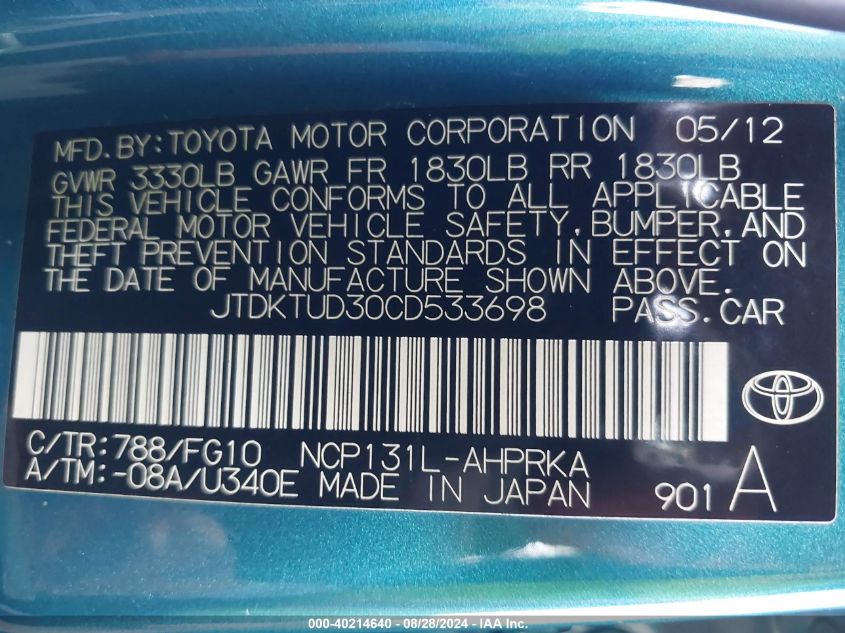 MFD. BY: TOYOTA MOTOR CORPORATION 05/12
GVWR 3330LB GAWR FR 1830LB RR 1830LB
THIS VEHICLE CONFORMS TO ALL APPLICABLE
FEDERAL MOTOR VEHICLE SAFETY, BUMPER, AND
THEFT PREVENTION STANDARDS IN EFFECT ON
THE DATE OF MANUFACTURE SHOWN ABOVE.
JTDKTUD30CD533698 PASS. CAR
C/TR: 788/FG10 NCP131L-AHPRKA
A/TM: -08A/U340E MADE IN JAPAN 901 A
000-40214640 - 08/28/2024 - IAA Inc.